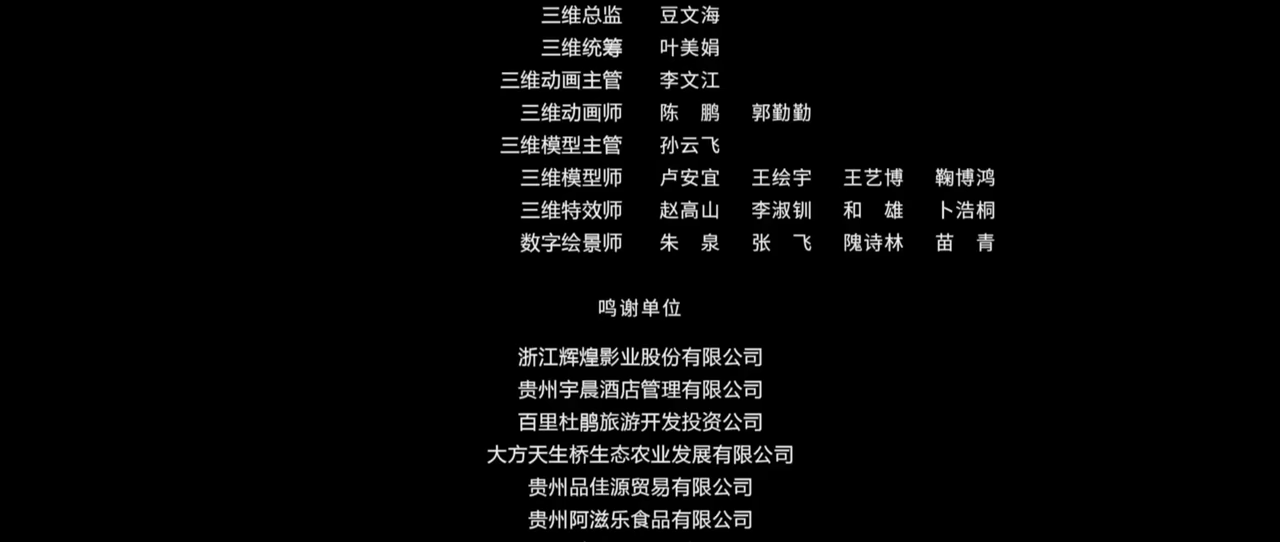 三维总监 豆文海
三维统筹 叶美娟
三维动画主管 李文江
三维动画师 陈 鹏 郭勤勤
三维模型主管 孙云飞
三维模型师 卢安宜 王绘宇 王艺博 鞠博鸿
三维特效师 赵高山 李淑钏 和 雄 卜浩桐
数字绘景师 朱 泉 张 飞 隗诗林 苗 青
鸣谢单位
浙江辉煌影业股份有限公司
贵州宇晨酒店管理有限公司
百里杜鹃旅游开发投资公司
大方天生桥生态农业发展有限公司
贵州品佳源贸易有限公司
贵州阿滋乐食品有限公司